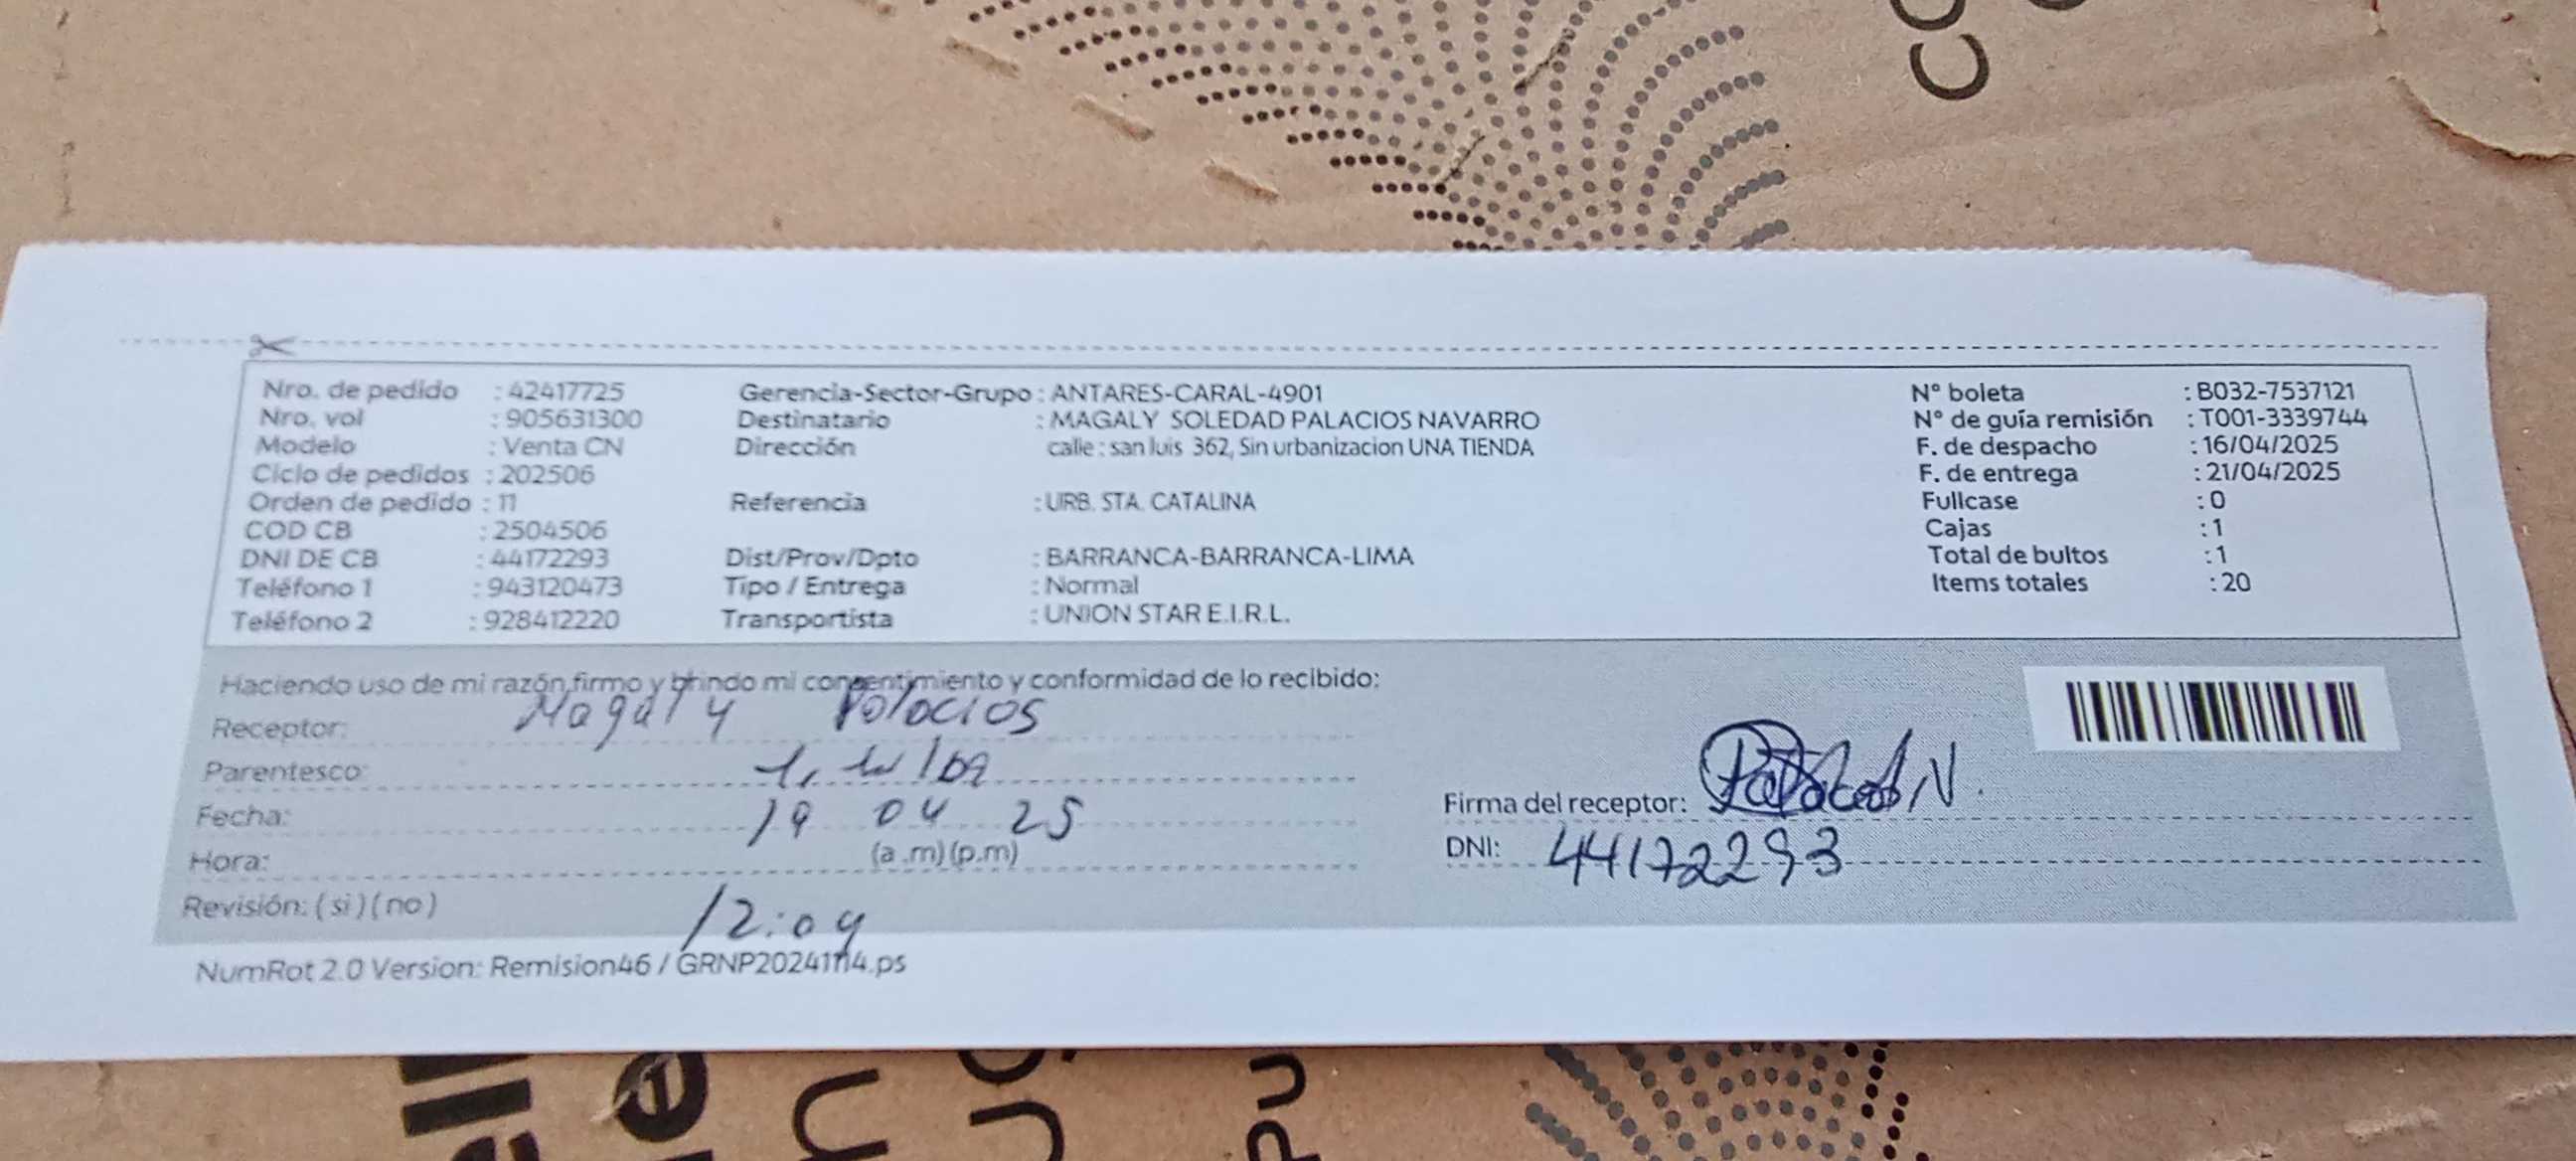 Nro. de pedido : 42417725
Nro. vol : 905631300
Modelo : Venta CN
Ciclo de pedidos : 202506
Orden de pedido : 11
COD CB : 2504506
DNI DE CB : 44172293
Teléfono 1 : 943120473
Teléfono 2 : 928412220
Gerencia-Sector-Grupo : ANTARES-CARAL-4901
Destinatario : MAGALY SOLEDAD PALACIOS NAVARRO
Dirección calle : san luis 362, Sin urbanizacion UNA TIENDA
Referencia : URB. STA. CATALINA
Dist/Prov/Dpto : BARRANCA-BARRANCA-LIMA
Tipo / Entrega : Normal
Transportista : UNION STAR E.I.R.L.
N° boleta : B032-7537121
N° de guía remisión : T001-3339744
F. de despacho : 16/04/2025
F. de entrega : 21/04/2025
Fullcase : 0
Cajas : 1
Total de bultos : 1
Items totales : 20
Haciendo uso de mi razón,firmo y brindo mi consentimiento y conformidad de lo recibido:
Receptor: Magaly Palacios
Parentesco:
Fecha: 19 04 25
Hora: (a .m) (p.m)
Revisión: ( si ) ( no ) 12:04
Firma del receptor:
DNI: 44172293
NumRot 2.0 Version: Remision46 / GRNP20241114.ps